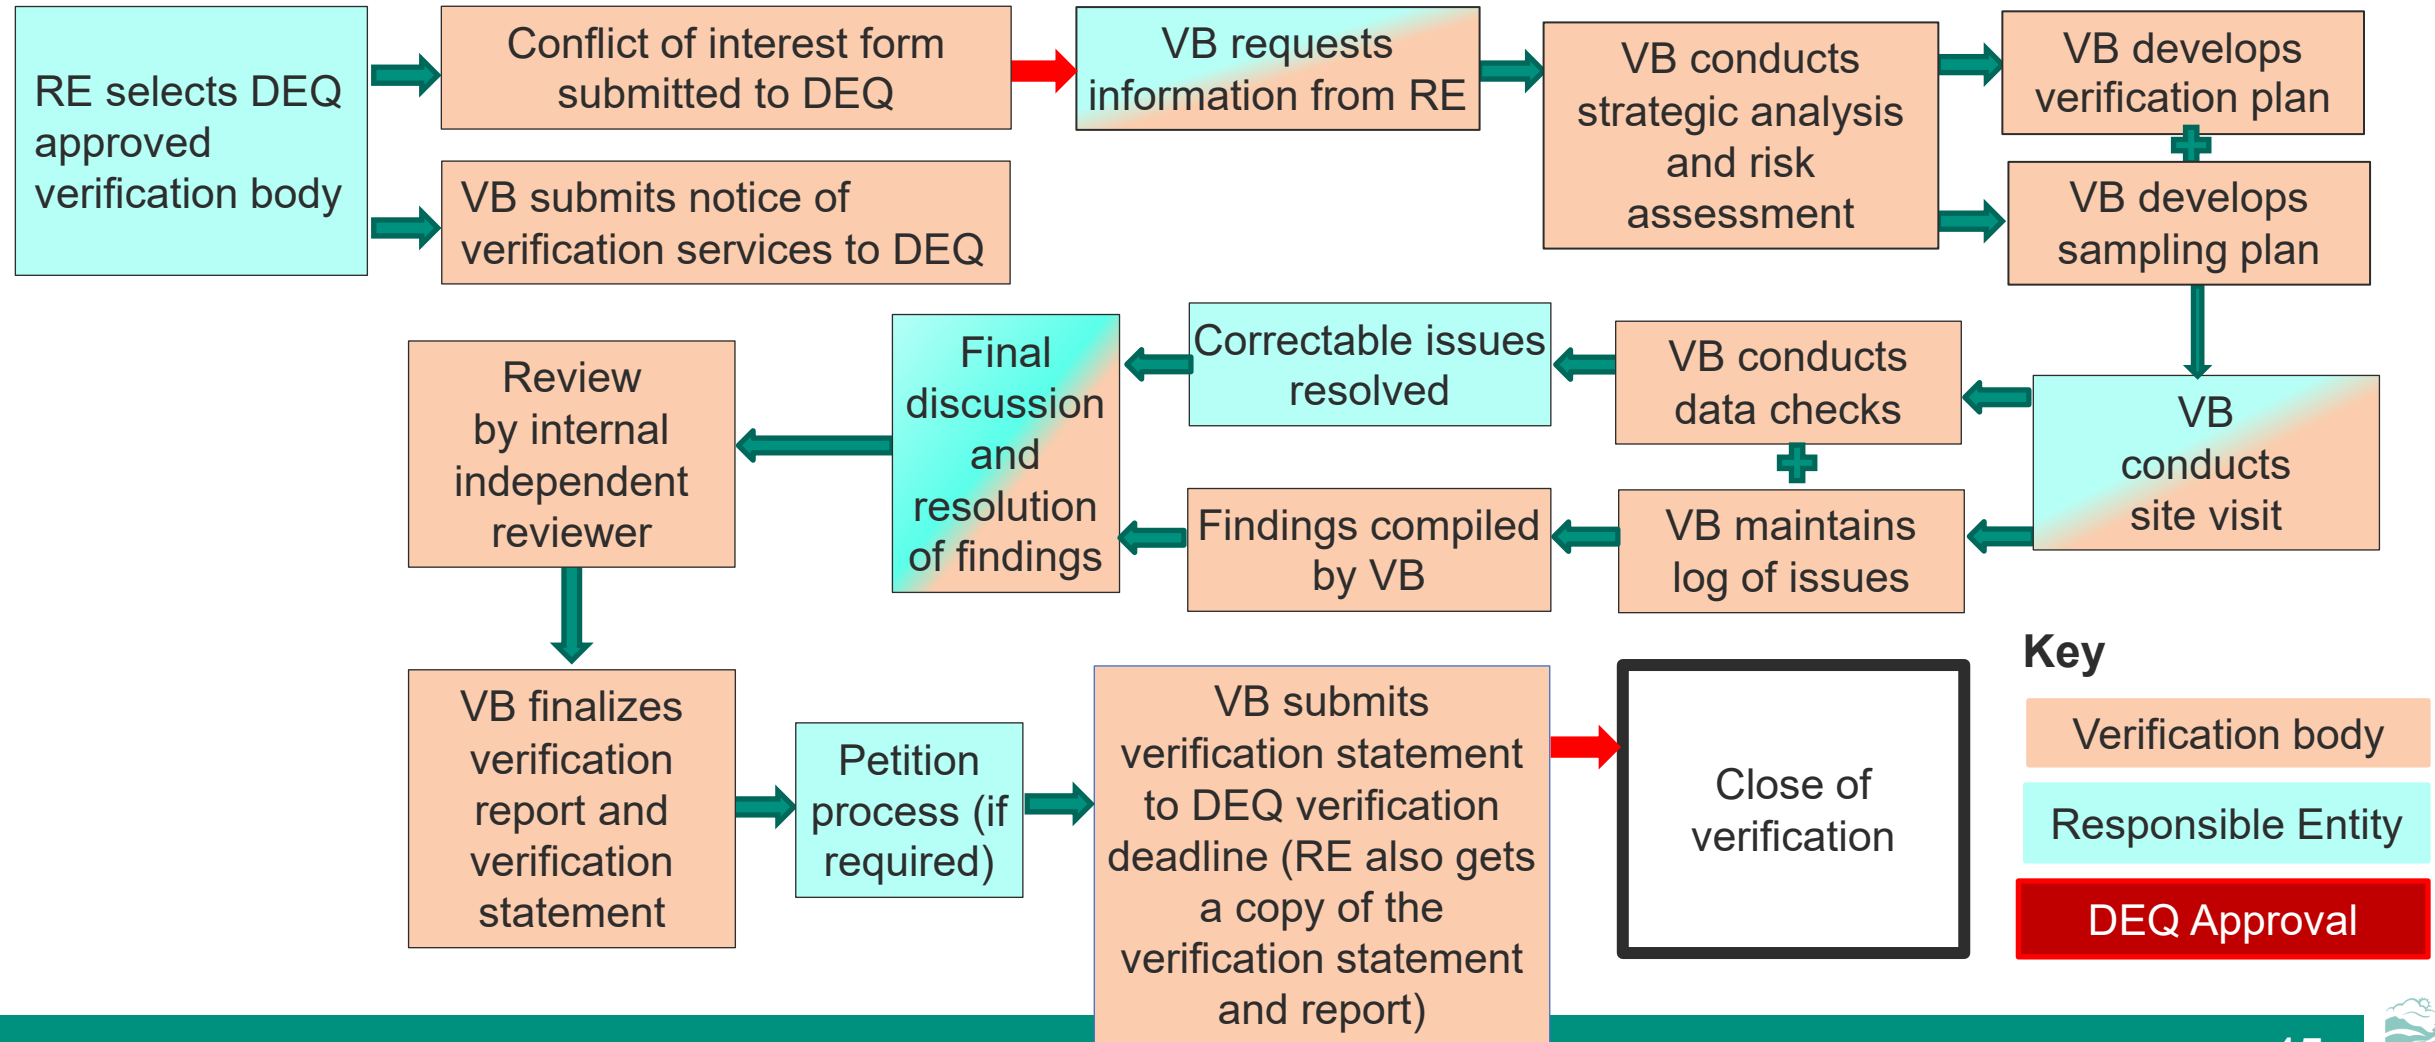 RE selects DEQ
approved
verification body
Conflict of interest form
submitted to DEQ
VB submits notice of
verification services to DEQ
VB requests
information from RE
VB conducts
strategic analysis
and risk
assessment
VB develops
verification plan
VB develops
sampling plan
VB
conducts
site visit
VB conducts
data checks
VB maintains
log of issues
Correctable issues
resolved
Findings compiled
by VB
Final
discussion
and
resolution
of findings
Review
by internal
independent
reviewer
VB finalizes
verification
report and
verification
statement
Petition
process (if
required)
VB submits
verification statement
to DEQ verification
deadline (RE also gets
a copy of the
verification statement
and report)
Close of
verification
Key
Verification body
Responsible Entity
DEQ Approval